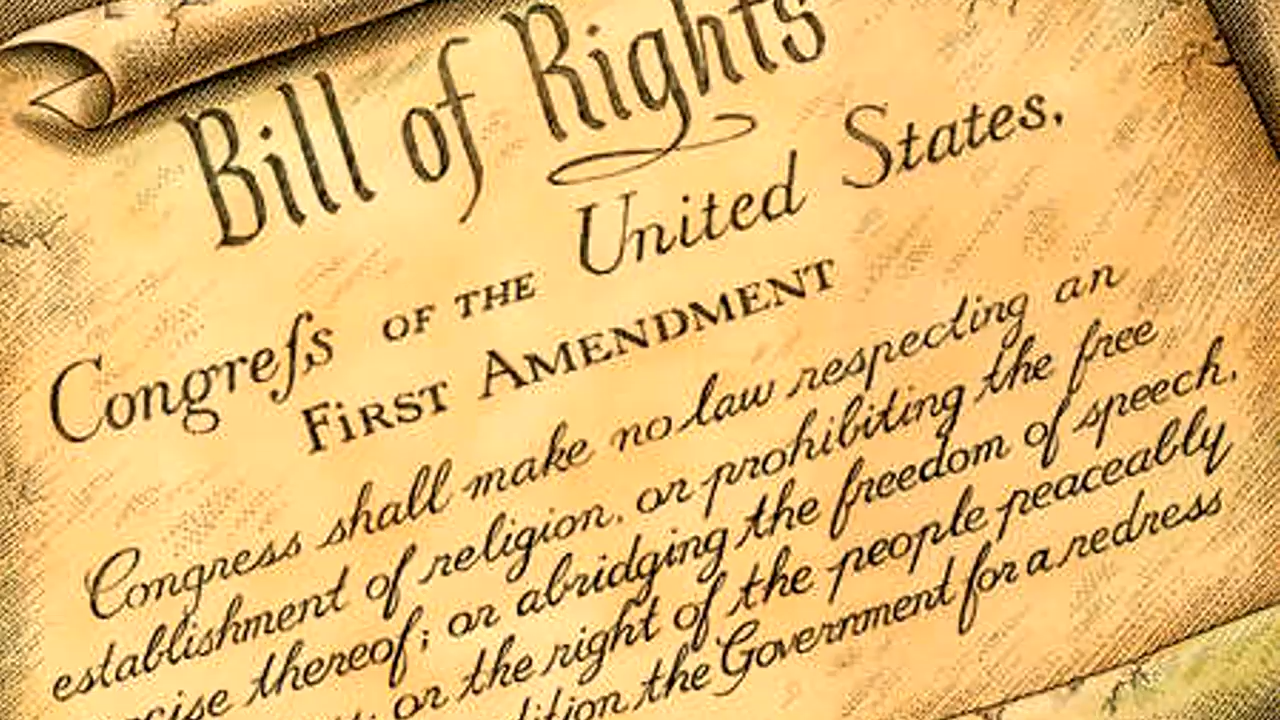 Bill of Rights
Congreſs OF THE United States,
FIRST AMENDMENT
Congress shall make no law respecting an
establishment of religion, or prohibiting the free
thereof; or abridging the freedom of speech,
or the right of the people peaceably
the Government for a redress